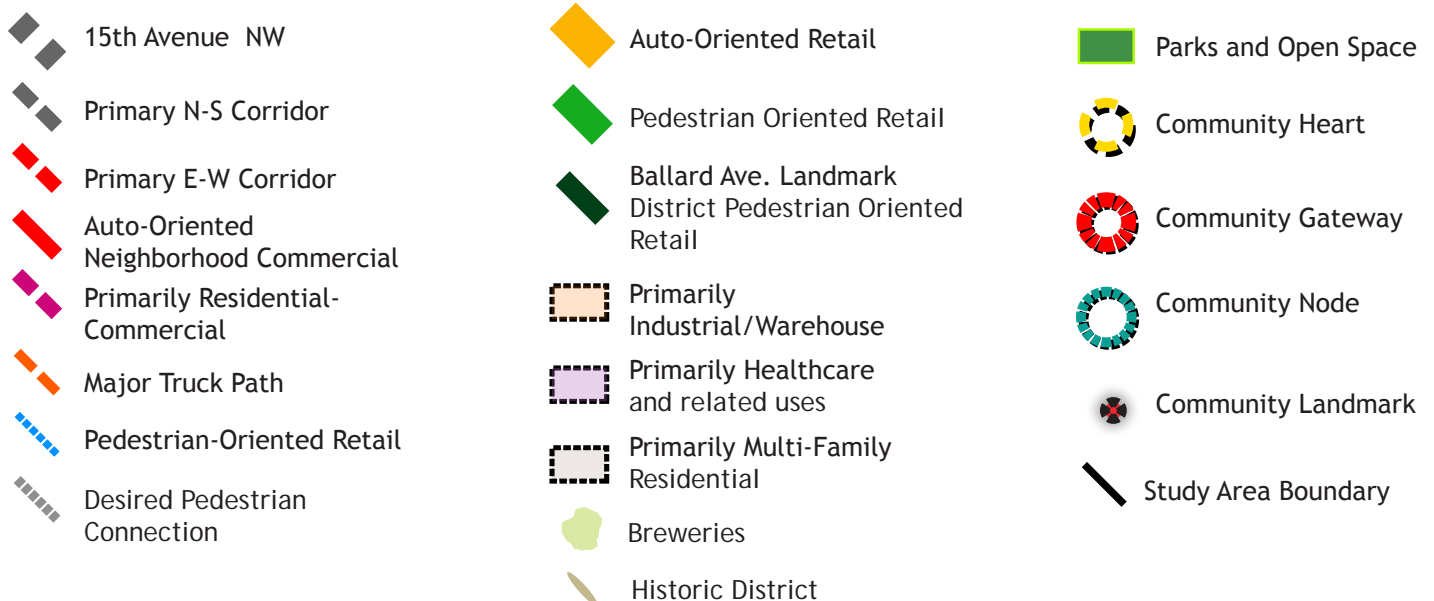 15th Avenue  NW
Primary N-S Corridor
Primary E-W Corridor
Auto-Oriented
Neighborhood Commercial
Primarily Residential-
Commercial
Major Truck Path
Pedestrian-Oriented Retail
Desired Pedestrian
Connection
Auto-Oriented Retail
Pedestrian Oriented Retail
Ballard Ave. Landmark
District Pedestrian Oriented
Retail
Primarily
Industrial/Warehouse
Primarily Healthcare
and related uses
Primarily Multi-Family
Residential
Breweries
Historic District
Parks and Open Space
Community Heart
Community Gateway
Community Node
Community Landmark
Study Area Boundary